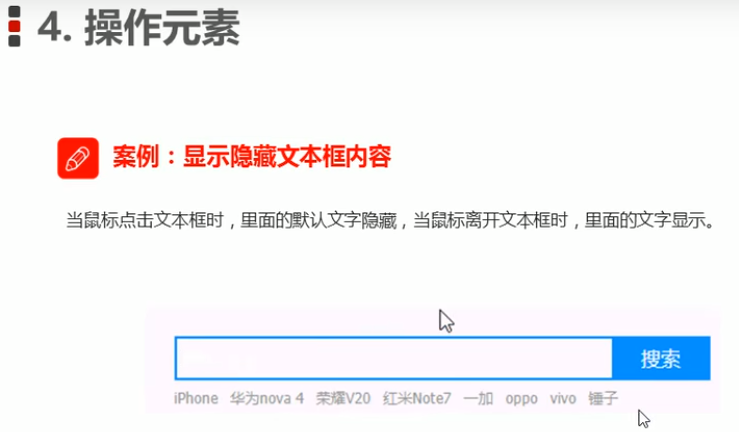 4. 操作元素
案例：显示隐藏文本框内容
当鼠标点击文本框时，里面的默认文字隐藏，当鼠标离开文本框时，里面的文字显示。
搜索
iPhone 华为nova 4 荣耀V20 红米Note7 一加 oppo vivo 锤子